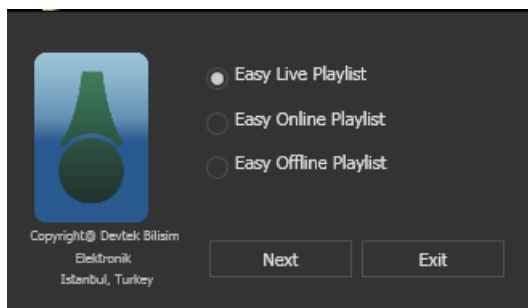 Easy Live Playlist
Easy Online Playlist
Easy Offline Playlist
Copyright@ Devtek Bilisim
Elektronik
Istanbul, Turkey
Next
Exit